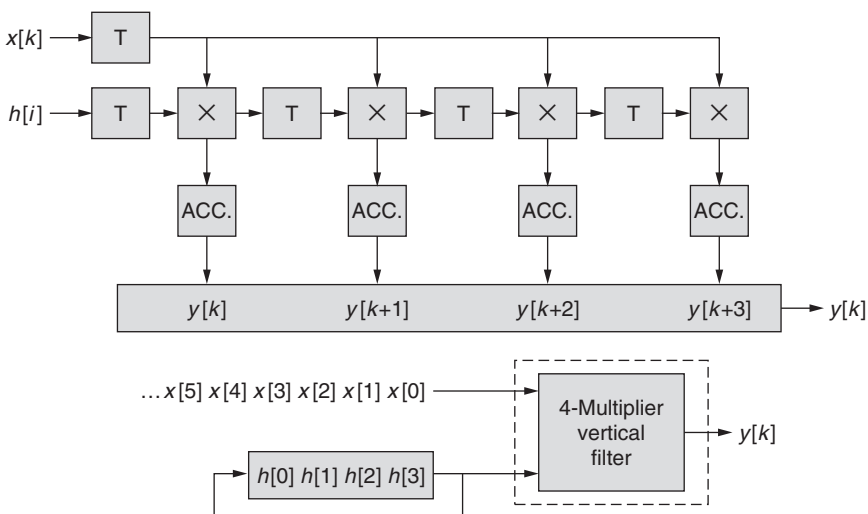 x[k]
T
h[i]
T × T × T × T ×
ACC. ACC. ACC. ACC.
y[k] y[k+1] y[k+2] y[k+3]
y[k]
…x[5] x[4] x[3] x[2] x[1] x[0]
4-Multiplier
vertical
filter
y[k]
h[0] h[1] h[2] h[3]